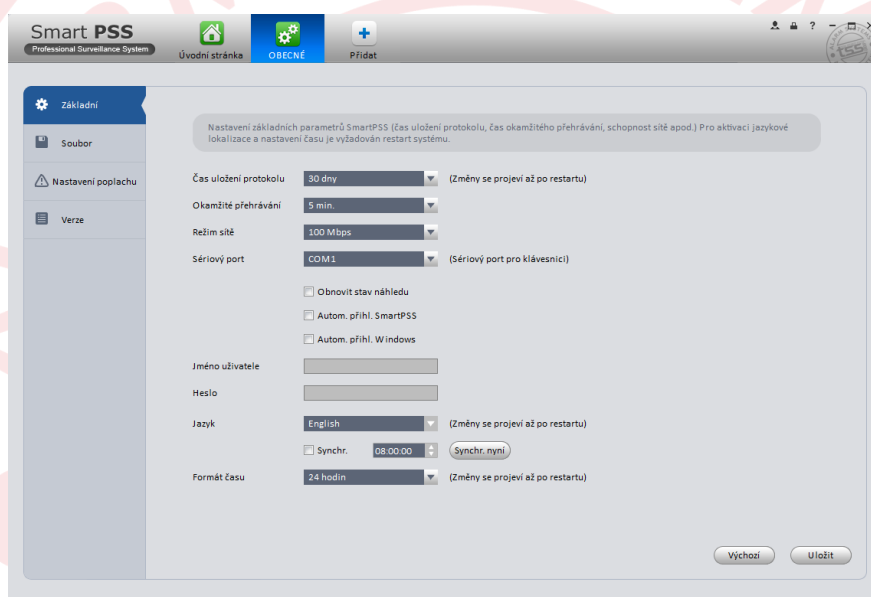 Smart PSS
Professional Surveillance System
Úvodní stránka
OBECNÉ
Přidat
?
TSS
Základní
Soubor
Nastavení poplachu
Verze
Nastavení základních parametrů SmartPSS (čas uložení protokolu, čas okamžitého přehrávání, schopnost sítě apod.) Pro aktivaci jazykové
lokalizace a nastavení času je vyžadován restart systému.
Čas uložení protokolu 30 dny (Změny se projeví až po restartu)
Okamžité přehrávání 5 min.
Režim sítě 100 Mbps
Sériový port COM1 (Sériový port pro klávesnici)
Obnovit stav náhledu
Autom. přihl. SmartPSS
Autom. přihl. Windows
Jméno uživatele
Heslo
Jazyk English (Změny se projeví až po restartu)
Synchr. 08:00:00 Synchr. nyní
Formát času 24 hodin (Změny se projeví až po restartu)
Výchozí Uložit